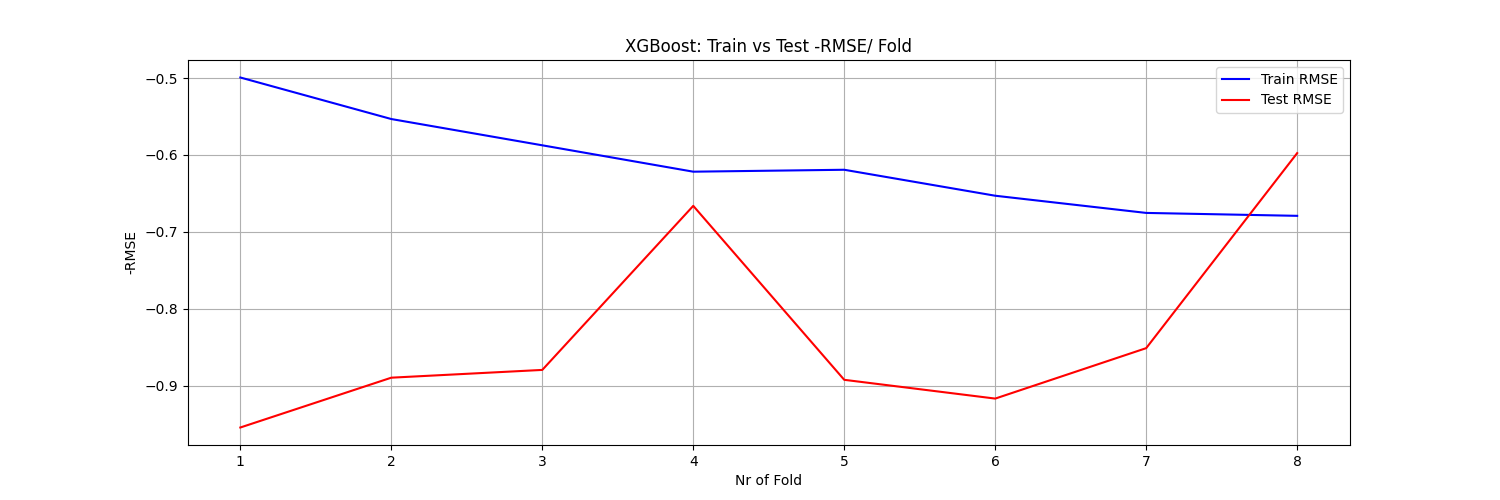 XGBoost: Train vs Test -RMSE/ Fold
Train RMSE
Test RMSE
−0.5
−0.6
−0.7
−0.8
−0.9
-RMSE
1 2 3 4 5 6 7 8
Nr of Fold